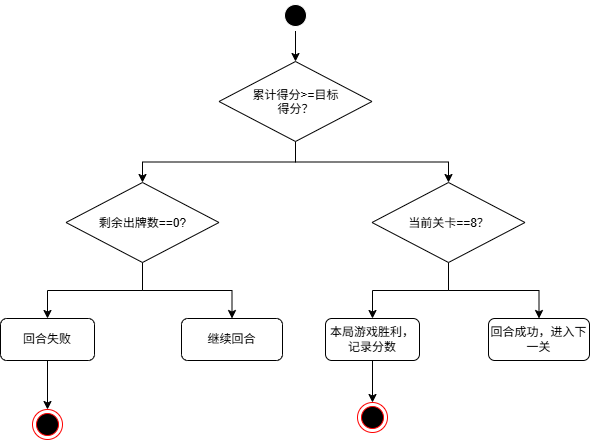 累计得分>=目标
得分?
剩余出牌数==0?
当前关卡==8?
回合失败
继续回合
本局游戏胜利，
记录分数
回合成功，进入下
一关